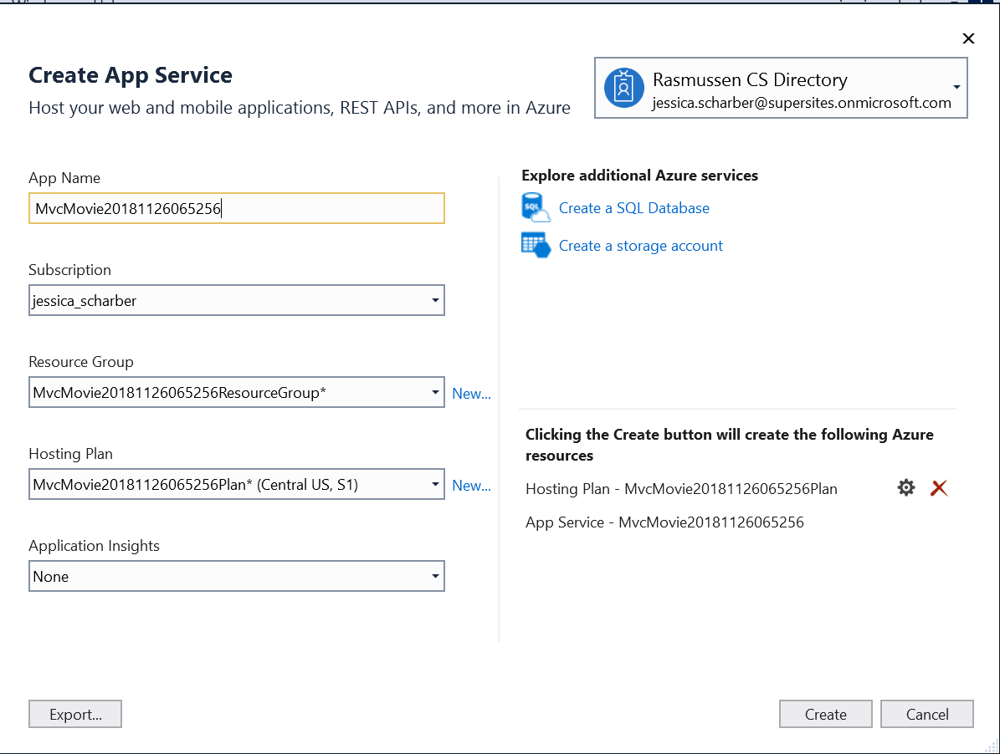 Create App Service
Host your web and mobile applications, REST APIs, and more in Azure
Rasmussen CS Directory
jessica.scharber@supersites.onmicrosoft.com
App Name
MvcMovie20181126065256
Subscription
jessica_scharber
Resource Group
MvcMovie20181126065256ResourceGroup*
New...
Hosting Plan
MvcMovie20181126065256Plan* (Central US, S1)
New...
Application Insights
None
Explore additional Azure services
SQL
Create a SQL Database
Create a storage account
Clicking the Create button will create the following Azure
resources
Hosting Plan - MvcMovie20181126065256Plan
App Service - MvcMovie20181126065256
Export...
Create
Cancel